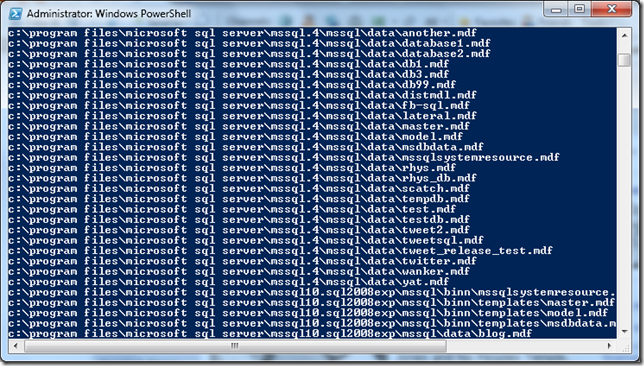 Administrator: Windows PowerShell
c:\program files\microsoft sql server\mssql.4\mssql\data\another.mdf
c:\program files\microsoft sql server\mssql.4\mssql\data\database1.mdf
c:\program files\microsoft sql server\mssql.4\mssql\data\database2.mdf
c:\program files\microsoft sql server\mssql.4\mssql\data\db1.mdf
c:\program files\microsoft sql server\mssql.4\mssql\data\db3.mdf
c:\program files\microsoft sql server\mssql.4\mssql\data\db99.mdf
c:\program files\microsoft sql server\mssql.4\mssql\data\distmdl.mdf
c:\program files\microsoft sql server\mssql.4\mssql\data\fb-sql.mdf
c:\program files\microsoft sql server\mssql.4\mssql\data\lateral.mdf
c:\program files\microsoft sql server\mssql.4\mssql\data\master.mdf
c:\program files\microsoft sql server\mssql.4\mssql\data\model.mdf
c:\program files\microsoft sql server\mssql.4\mssql\data\msdbdata.mdf
c:\program files\microsoft sql server\mssql.4\mssql\data\mssqlsystemresource.mdf
c:\program files\microsoft sql server\mssql.4\mssql\data\rhys.mdf
c:\program files\microsoft sql server\mssql.4\mssql\data\rhys_db.mdf
c:\program files\microsoft sql server\mssql.4\mssql\data\scatch.mdf
c:\program files\microsoft sql server\mssql.4\mssql\data\tempdb.mdf
c:\program files\microsoft sql server\mssql.4\mssql\data\test.mdf
c:\program files\microsoft sql server\mssql.4\mssql\data\testdb.mdf
c:\program files\microsoft sql server\mssql.4\mssql\data\tweet2.mdf
c:\program files\microsoft sql server\mssql.4\mssql\data\tweetsql.mdf
c:\program files\microsoft sql server\mssql.4\mssql\data\tweet_release_test.mdf
c:\program files\microsoft sql server\mssql.4\mssql\data\twitter.mdf
c:\program files\microsoft sql server\mssql.4\mssql\data\wanker.mdf
c:\program files\microsoft sql server\mssql.4\mssql\data\yat.mdf
c:\program files\microsoft sql server\mssql10.sql2008exp\mssql\binn\mssqlsystemresource.
c:\program files\microsoft sql server\mssql10.sql2008exp\mssql\binn\templates\master.mdf
c:\program files\microsoft sql server\mssql10.sql2008exp\mssql\binn\templates\model.mdf
c:\program files\microsoft sql server\mssql10.sql2008exp\mssql\binn\templates\msdbdata.m
c:\program files\microsoft sql server\mssql10.sql2008exp\mssql\data\blog.mdf